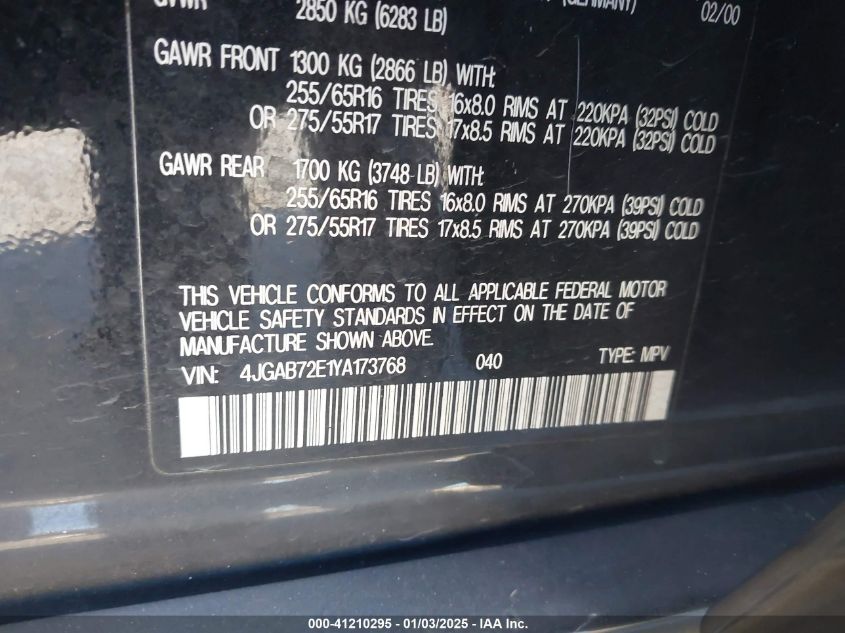 GVWR 2850 KG (6283 LB) (GERMANY) 02/00
GAWR FRONT 1300 KG (2866 LB) WITH:
255/65R16 TIRES 16x8.0 RIMS AT 220KPA (32PSI) COLD
OR 275/55R17 TIRES 17x8.5 RIMS AT 220KPA (32PSI) COLD
GAWR REAR 1700 KG (3748 LB) WITH:
255/65R16 TIRES 16x8.0 RIMS AT 270KPA (39PSI) COLD
OR 275/55R17 TIRES 17x8.5 RIMS AT 270KPA (39PSI) COLD
THIS VEHICLE CONFORMS TO ALL APPLICABLE FEDERAL MOTOR
VEHICLE SAFETY STANDARDS IN EFFECT ON THE DATE OF
MANUFACTURE SHOWN ABOVE.
VIN: 4JGAB72E1YA173768 040 TYPE: MPV
000-41210295 - 01/03/2025 - IAA Inc.